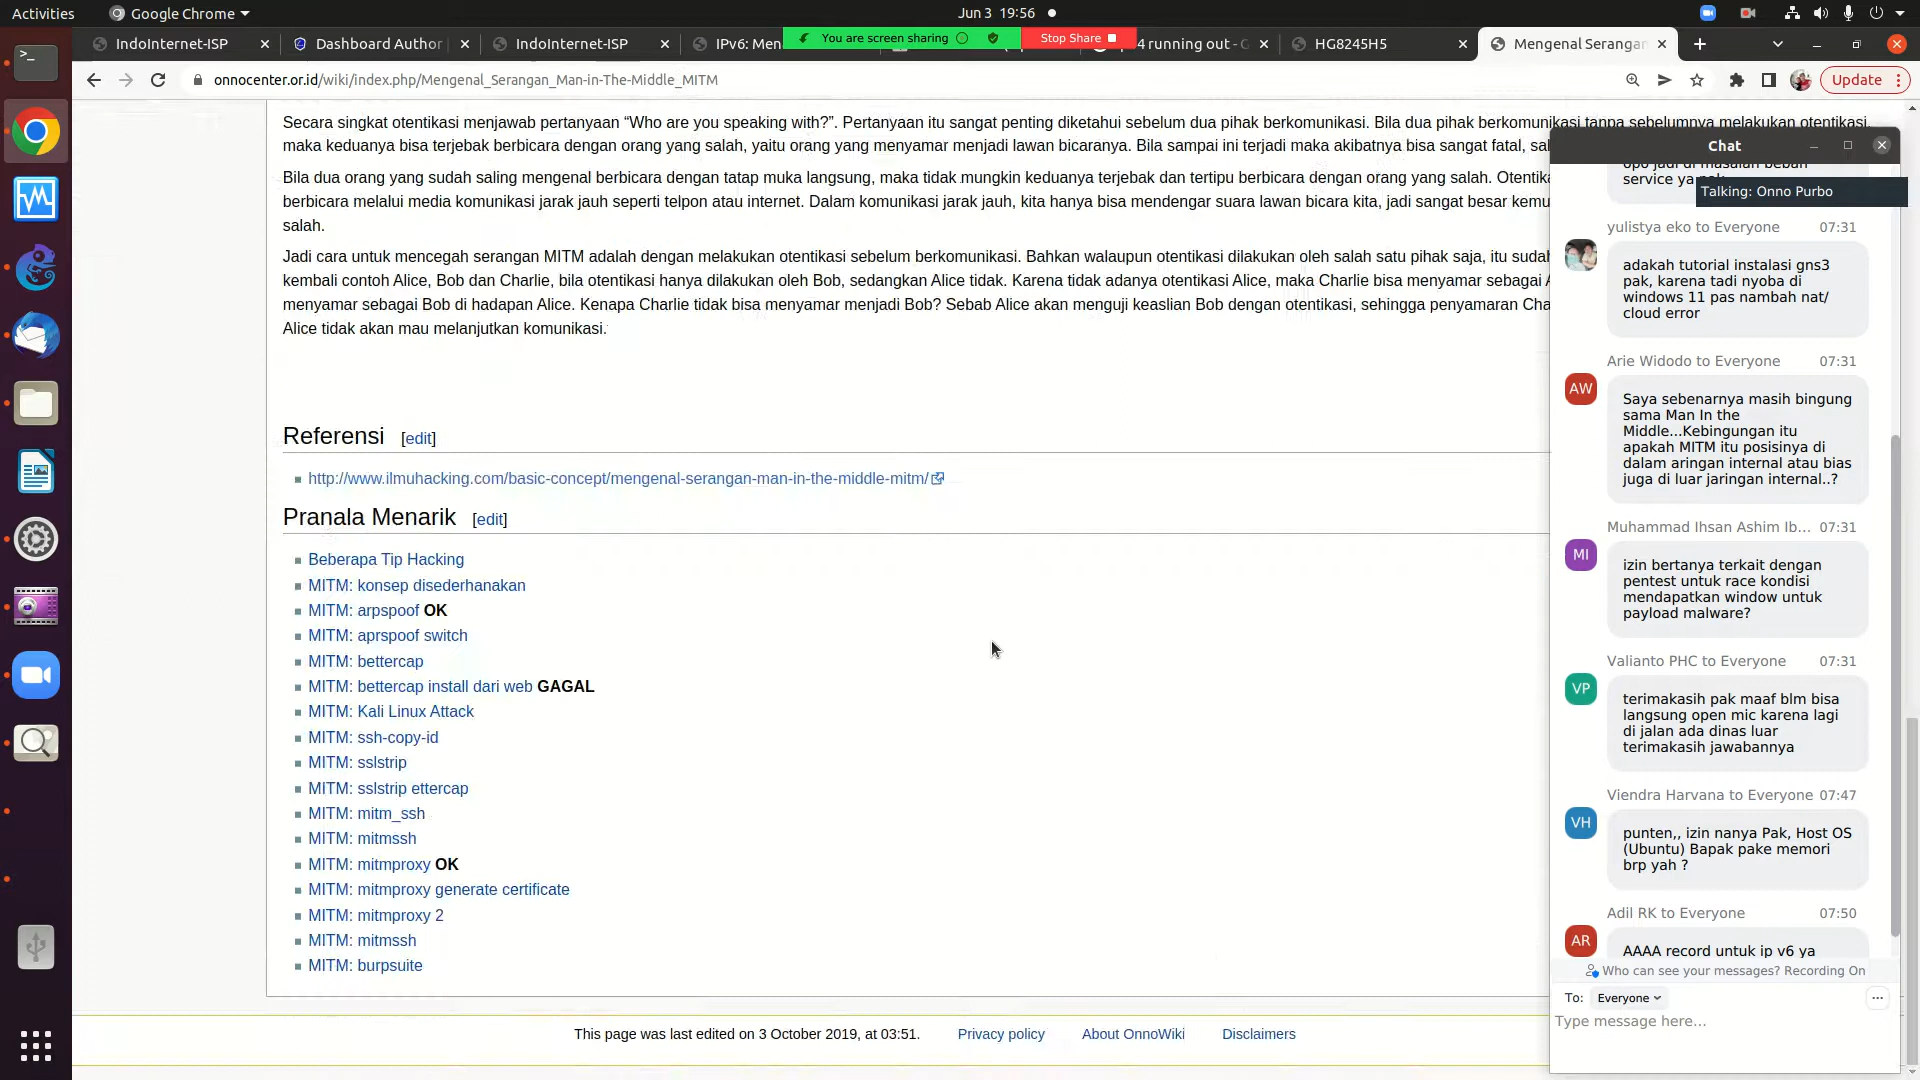 Activities
Google Chrome
Jun 3 19:56
IndoInternet-ISP
Dashboard Author
IndoInternet-ISP
IPv6: Men
You are screen sharing
Stop Share
4 running out - G
HG8245H5
Mengenal Serangan
onnocenter.or.id/wiki/index.php/Mengenal_Serangan_Man-in-The-Middle_MITM
Update
Secara singkat otentikasi menjawab pertanyaan “Who are you speaking with?”. Pertanyaan itu sangat penting diketahui sebelum dua pihak berkomunikasi. Bila dua pihak berkomunikasi tanpa sebelumnya melakukan otentikasi,
maka keduanya bisa terjebak berbicara dengan orang yang salah, yaitu orang yang menyamar menjadi lawan bicaranya. Bila sampai ini terjadi maka akibatnya bisa sangat fatal,
Bila dua orang yang sudah saling mengenal berbicara dengan tatap muka langsung, maka tidak mungkin keduanya terjebak dan tertipu berbicara dengan orang yang salah.
berbicara melalui media komunikasi jarak jauh seperti telpon atau internet. Dalam komunikasi jarak jauh, kita hanya bisa mendengar suara lawan bicara kita, jadi sangat besar
salah.
Jadi cara untuk mencegah serangan MITM adalah dengan melakukan otentikasi sebelum berkomunikasi. Bahkan walaupun otentikasi dilakukan oleh salah satu pihak saja, itu sudah
kembali contoh Alice, Bob dan Charlie, bila otentikasi hanya dilakukan oleh Bob, sedangkan Alice tidak. Karena tidak adanya otentikasi Alice, maka Charlie bisa menyamar sebagai A
menyamar sebagai Bob di hadapan Alice. Kenapa Charlie tidak bisa menyamar menjadi Bob? Sebab Alice akan menguji keaslian Bob dengan otentikasi, sehingga penyamaran Cha
Alice tidak akan mau melanjutkan komunikasi.
Referensi [edit]
http://www.ilmuhacking.com/basic-concept/mengenal-serangan-man-in-the-middle-mitm/
Pranala Menarik [edit]
Beberapa Tip Hacking
MITM: konsep disederhanakan
MITM: arpspoof OK
MITM: aprspoof switch
MITM: bettercap
MITM: bettercap install dari web GAGAL
MITM: Kali Linux Attack
MITM: ssh-copy-id
MITM: sslstrip
MITM: sslstrip ettercap
MITM: mitm_ssh
MITM: mitmssh
MITM: mitmproxy OK
MITM: mitmproxy generate certificate
MITM: mitmproxy 2
MITM: mitmssh
MITM: burpsuite
This page was last edited on 3 October 2019, at 03:51.
Privacy policy
About OnnoWiki
Disclaimers
Chat
opo jadi di masalah beban
service ya pak
Talking: Onno Purbo
yulistya eko to Everyone 07:31
adakah tutorial instalasi gns3
pak, karena tadi nyoba di
windows 11 pas nambah nat/
cloud error
Arie Widodo to Everyone 07:31
AW
Saya sebenarnya masih bingung
sama Man In the
Middle...Kebingungan itu
apakah MITM itu posisinya di
dalam aringan internal atau bias
juga di luar jaringan internal..?
Muhammad Ihsan Ashim Ib... 07:31
MI
izin bertanya terkait dengan
pentest untuk race kondisi
mendapatkan window untuk
payload malware?
Valianto PHC to Everyone 07:31
VP
terimakasih pak maaf blm bisa
langsung open mic karena lagi
di jalan ada dinas luar
terimakasih jawabannya
Viendra Harvana to Everyone 07:47
VH
punten,, izin nanya Pak, Host OS
(Ubuntu) Bapak pake memori
brp yah ?
Adil RK to Everyone 07:50
AR
AAAA record untuk ip v6 ya
Who can see your messages? Recording On
To: Everyone
Type message here...